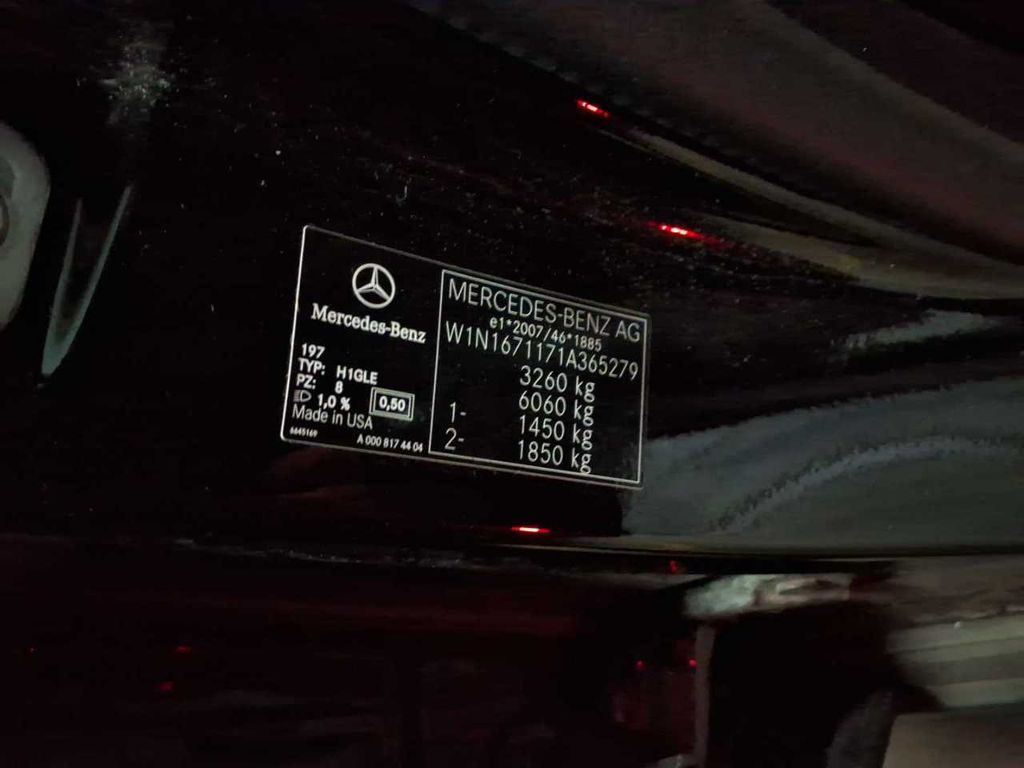 Mercedes-Benz
197
TYP: H1GLE
PZ: 8
1,0 % 0,50
Made in USA
6645169 A 000 817 44 04
MERCEDES-BENZ AG
e1*2007/46*1885
W1N1671171A365279
3260 kg
6060 kg
1- 1450 kg
2- 1850 kg